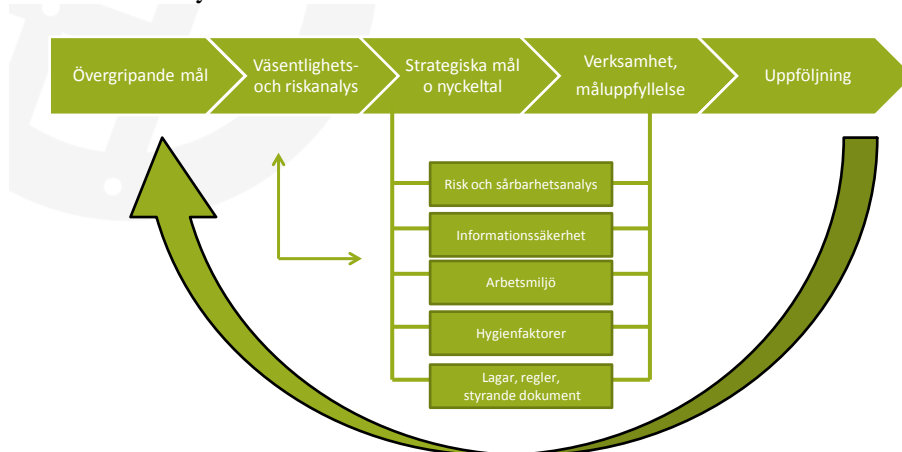 Övergripande mål
Väsentlighets-
och riskanalys
Strategiska mål
o nyckeltal
Verksamhet,
måluppfyllelse
Uppföljning
Risk och sårbarhetsanalys
Informationssäkerhet
Arbetsmiljö
Hygienfaktorer
Lagar, regler,
styrande dokument